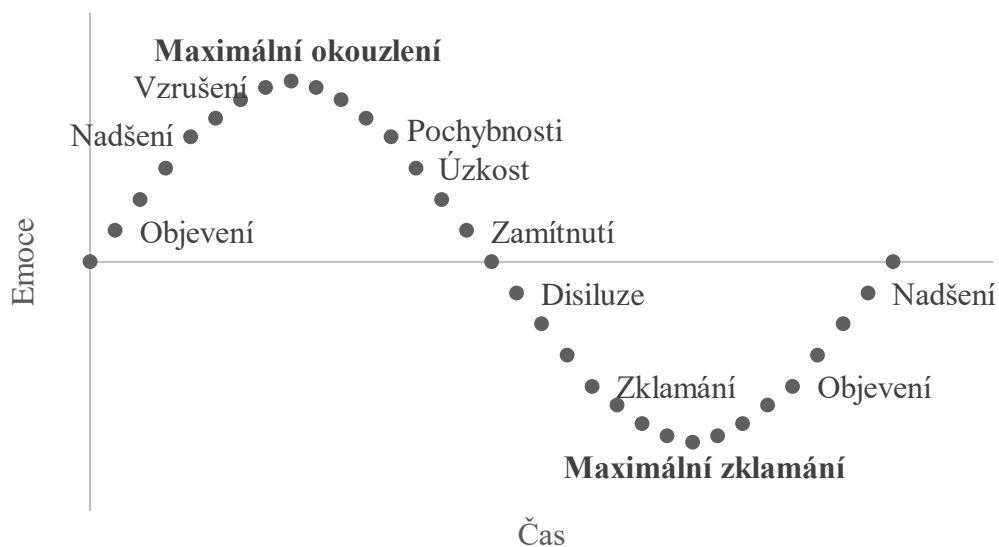 Maximální okouzlení
Vzrušení
Nadšení
Pochybnosti
Úzkost
Objevení
Zamítnutí
Emoce
Disiluze
Nadšení
Zklamání
Objevení
Maximální zklamání
Čas